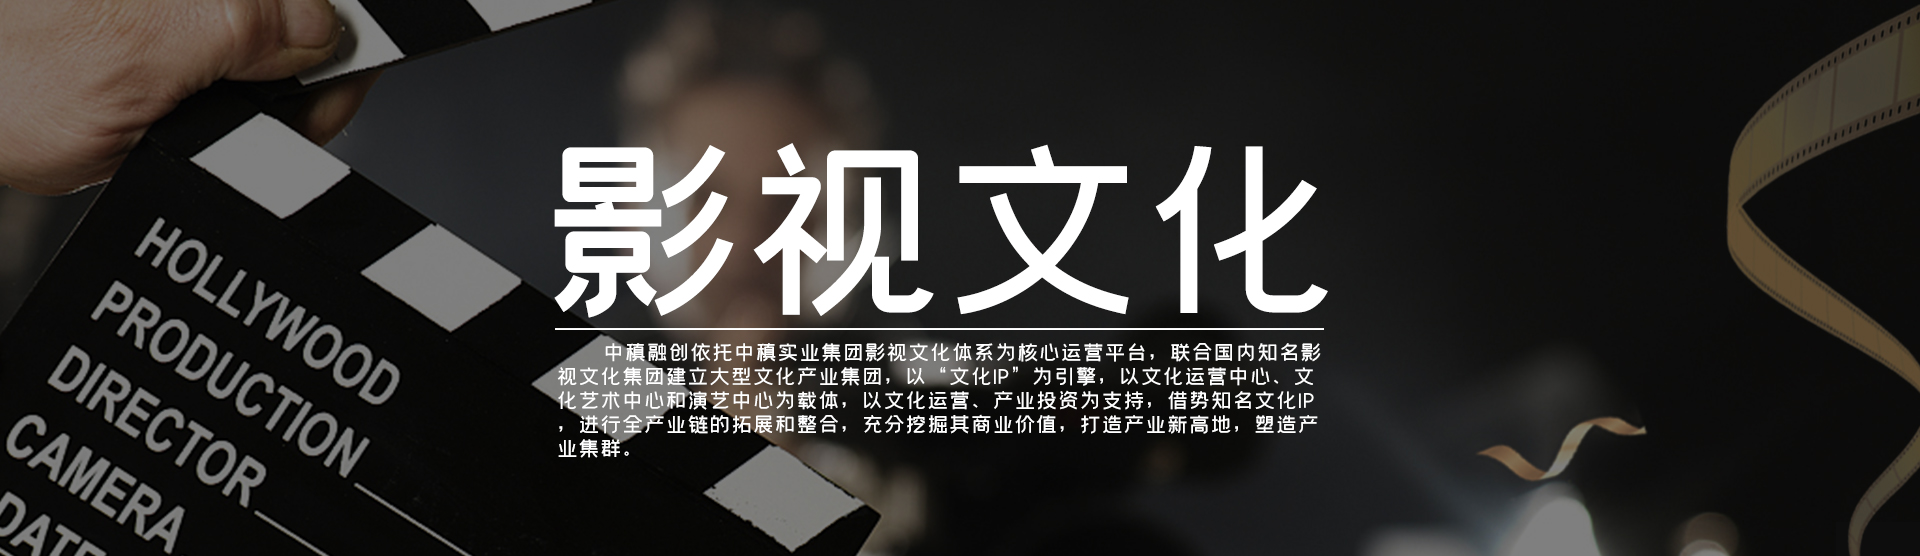 影视文化
中稹融创依托中稹实业集团影视文化体系为核心运营平台，联合国内知名影
视文化集团建立大型文化产业集团，以“文化IP”为引擎，以文化运营中心、文
化艺术中心和演艺中心为载体，以文化运营、产业投资为支持，借势知名文化IP
，进行全产业链的拓展和整合，充分挖掘其商业价值，打造产业新高地，塑造产
业集群。
HOLLYWOOD
PRODUCTION
DIRECTOR
CAMERA
DATE